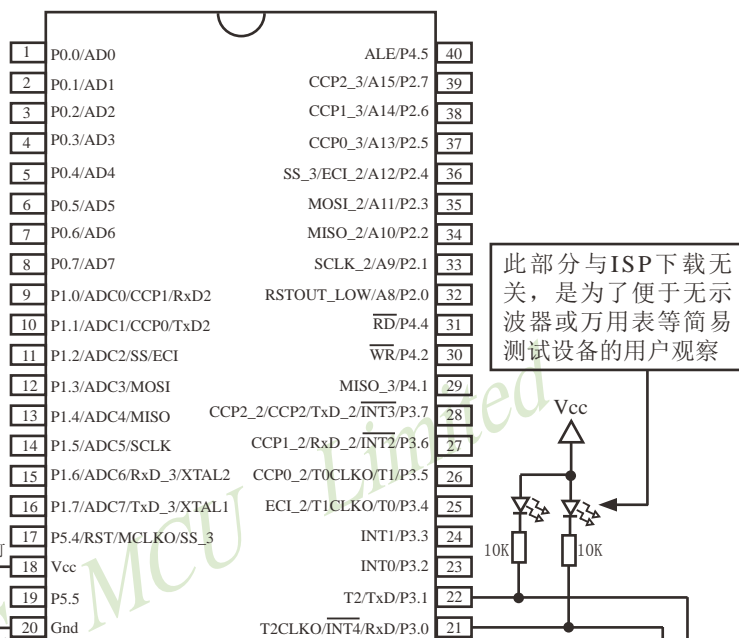 1 P0.0/AD0 ALE/P4.5 40
2 P0.1/AD1 CCP2_3/A15/P2.7 39
3 P0.2/AD2 CCP1_3/A14/P2.6 38
4 P0.3/AD3 CCP0_3/A13/P2.5 37
5 P0.4/AD4 SS_3/ECI_2/A12/P2.4 36
6 P0.5/AD5 MOSI_2/A11/P2.3 35
7 P0.6/AD6 MISO_2/A10/P2.2 34
8 P0.7/AD7 SCLK_2/A9/P2.1 33
9 P1.0/ADC0/CCP1/RxD2 RSTOUT_LOW/A8/P2.0 32
10 P1.1/ADC1/CCP0/TxD2 RD/P4.4 31
11 P1.2/ADC2/SS/ECI WR/P4.2 30
12 P1.3/ADC3/MOSI MISO_3/P4.1 29
13 P1.4/ADC4/MISO CCP2_2/CCP2/TxD_2/INT3/P3.7 28
14 P1.5/ADC5/SCLK CCP1_2/RxD_2/INT2/P3.6 27
15 P1.6/ADC6/RxD_3/XTAL2 CCP0_2/T0CLKO/T1/P3.5 26
16 P1.7/ADC7/TxD_3/XTAL1 ECI_2/T1CLKO/T0/P3.4 25
17 P5.4/RST/MCLKO/SS_3 INT1/P3.3 24
18 Vcc INT0/P3.2 23
19 P5.5 T2/TxD/P3.1 22
20 Gnd T2CLKO/INT4/RxD/P3.0 21
此部分与ISP下载无
关，是为了便于无示
波器或万用表等简易
测试设备的用户观察
Vcc
10K 10K
MCU Limited